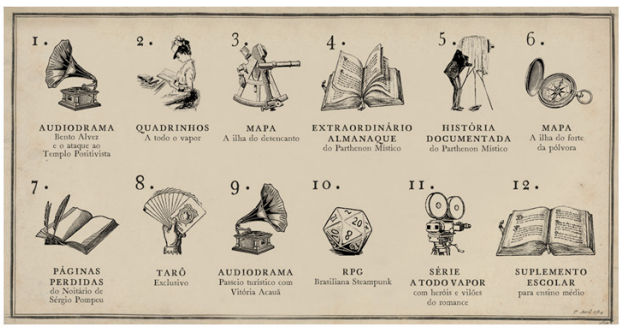 1.
AUDIODRAMA
Bento Alver
e o ataque ao
Templo Positivista
2.
QUADRINHOS
A todo o vapor
3.
MAPA
A ilha do desencanto
4.
EXTRAORDINÁRIO
ALMANAQUE
do Parthenon Místico
5.
HISTÓRIA
DOCUMENTADA
do Parthenon Místico
6.
MAPA
A ilha do forte
da pólvora
7.
PÁGINAS
PERDIDAS
do Noitário de
Sérgio Pompeu
8.
TARÔ
Exclusivo
9.
AUDIODRAMA
Passeio turístico com
Vitória Acauã
10.
20
8
RPG
Brasiliana Steampunk
11.
SÉRIE
A TODO VAPOR
com heróis e vilões
do romance
12.
SUPLEMENTO
ESCOLAR
para ensino médio